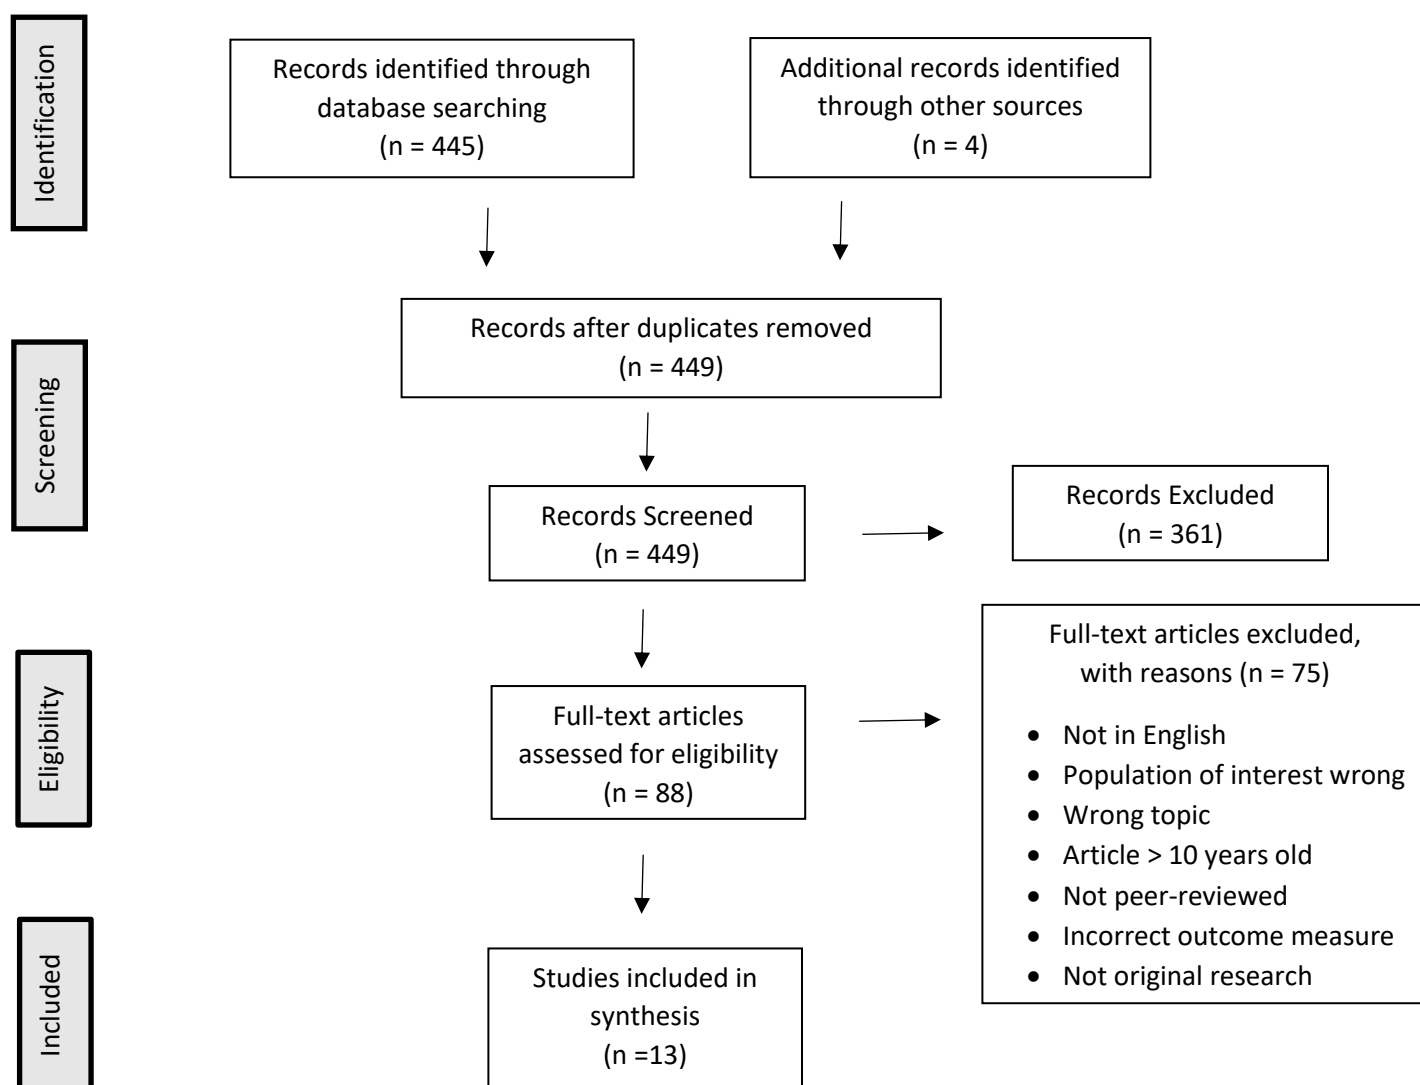 Identification
Records identified through
database searching
(n = 445)
Additional records identified
through other sources
(n = 4)
Records after duplicates removed
(n = 449)
Screening
Records Screened
(n = 449)
Records Excluded
(n = 361)
Eligibility
Full-text articles
assessed for eligibility
(n = 88)
Full-text articles excluded,
with reasons (n = 75)
• Not in English
• Population of interest wrong
• Wrong topic
• Article > 10 years old
• Not peer-reviewed
• Incorrect outcome measure
• Not original research
Included
Studies included in
synthesis
(n =13)